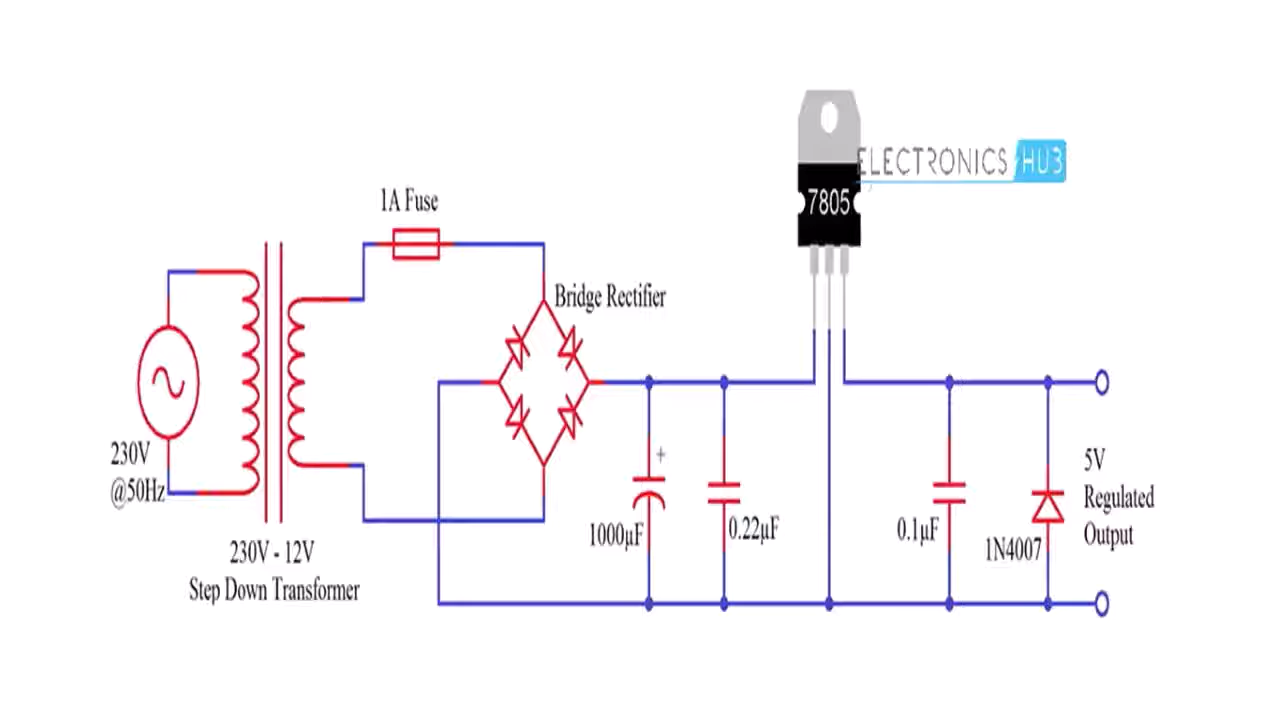 ELECTRONICS HUB
7805
1A Fuse
Bridge Rectifier
230V
@50Hz
230V - 12V
Step Down Transformer
+
1000µF
0.22µF
0.1µF
1N4007
5V
Regulated
Output